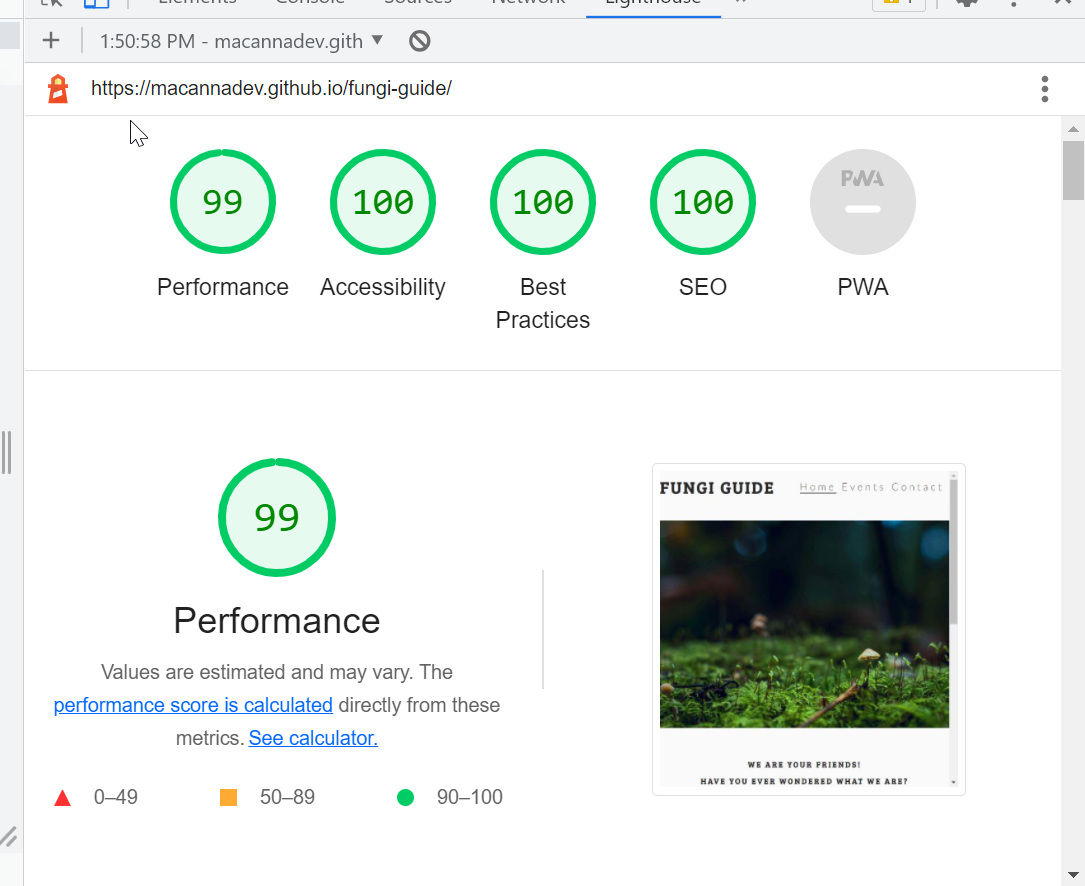 Elements Console Sources Network Lighthouse
1:50:58 PM - macannadev.gith
https://macannadev.github.io/fungi-guide/
99 100 100 100 PWA
Performance Accessibility Best Practices SEO PWA
99
FUNGI GUIDE Home Events Contact
Performance
Values are estimated and may vary. The
performance score is calculated directly from these
metrics. See calculator.
WE ARE YOUR FRIENDS!
HAVE YOU EVER WONDERED WHAT WE ARE?
0–49 50–89 90–100